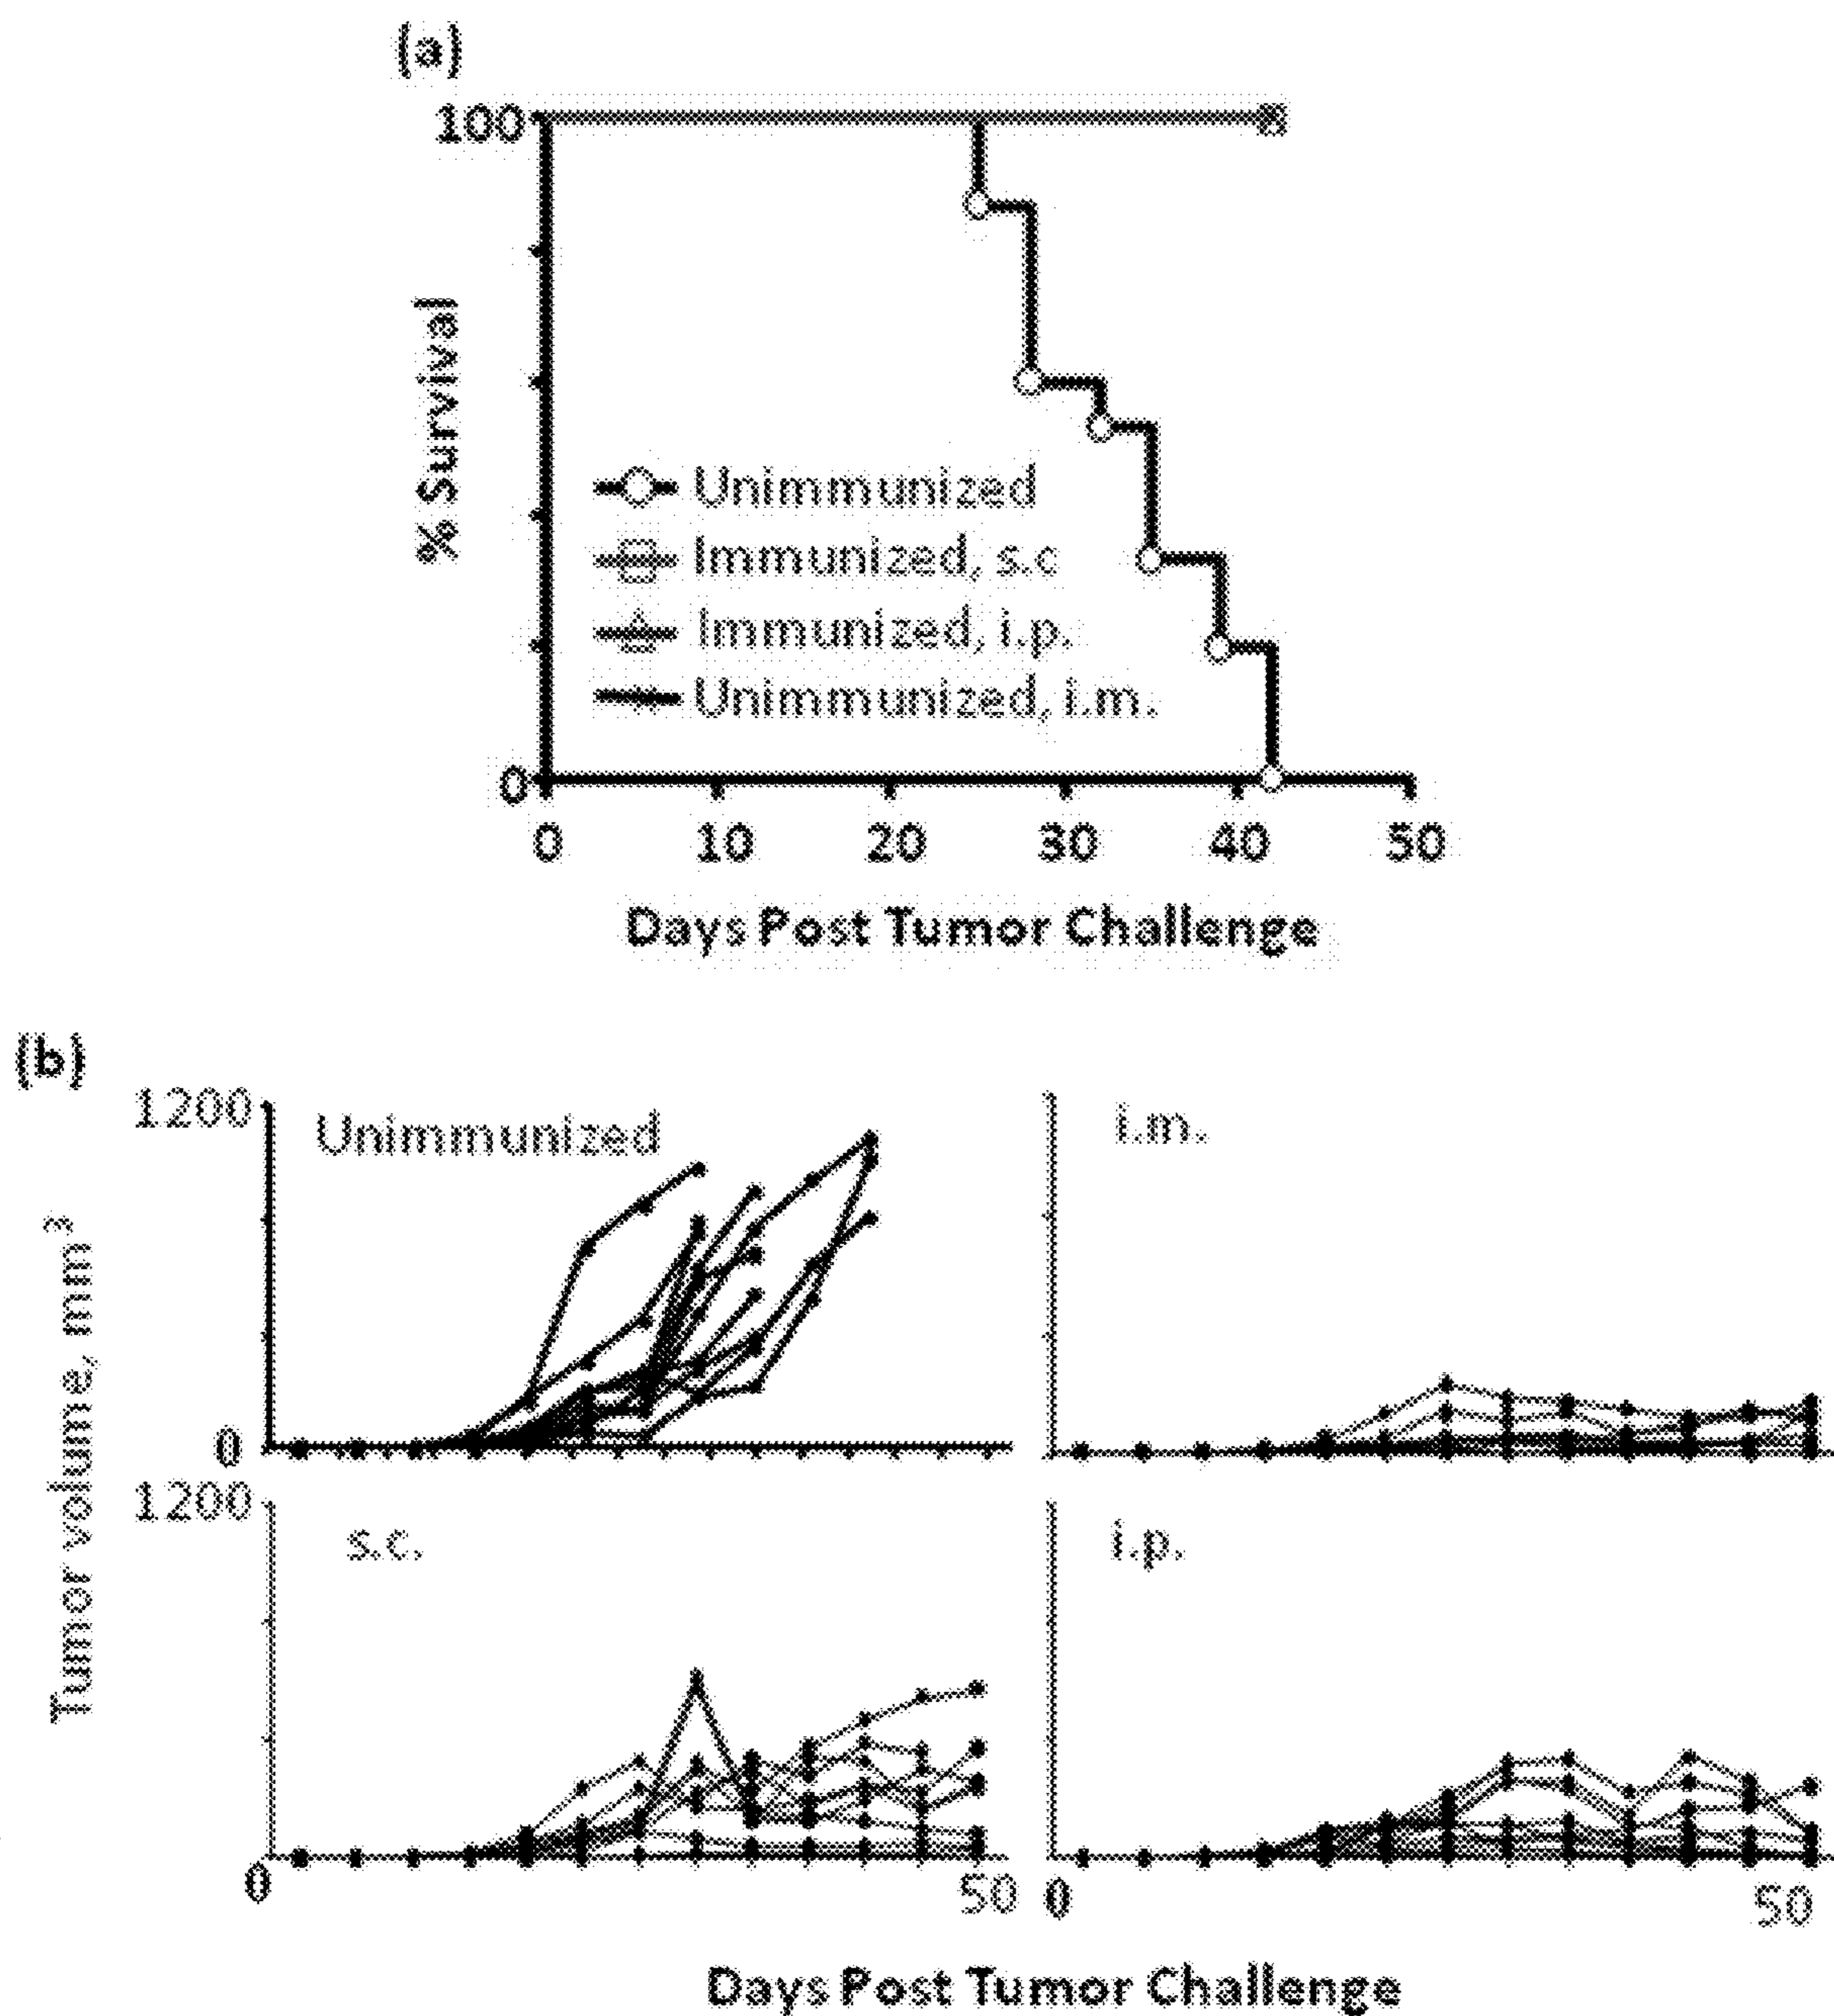 (a)
100
% Survival
Unimmunized
Immunized, s.c
Immunized, i.p.
Unimmunized, i.m.
0
0 10 20 30 40 50
Days Post Tumor Challenge
(b)
1200
Unimmunized
i.m.
Tumor volume, mm³
0
1200
s.c.
i.p.
0
50
0
50
Days Post Tumor Challenge